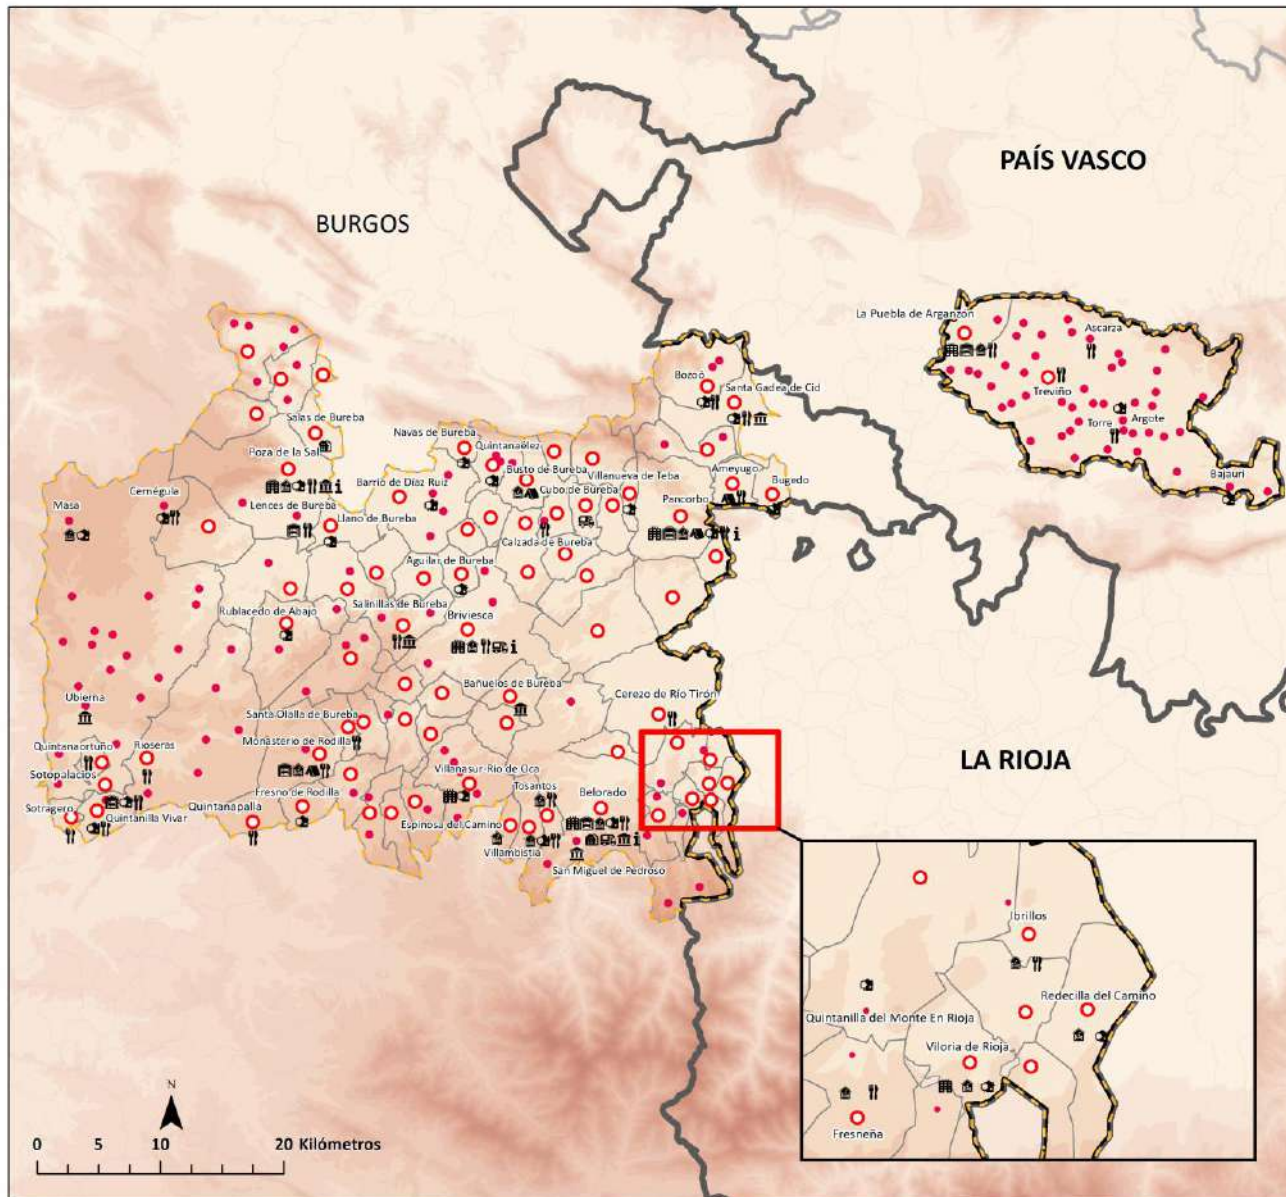 PAÍS VASCO
BURGOS
La Puebla de Arganzón
Ascarza
Treviño
Torre
Argote
Bajauri
Bozoó
Santa Gadea de Cid
Salas de Bureba
Navas de Bureba
Quintanaélez
Poza de la Sal
Busto de Bureba
Villanueva de Teba
Ameyugo
Bugedo
Barrio de Díaz Ruiz
Cubo de Bureba
Cernégula
Masa
Lences de Bureba
Llano de Bureba
Pancorbo
Calzada de Bureba
Aguilar de Bureba
Rublacedo de Abajo
Salinillas de Bureba
Briviesca
Bañuelos de Bureba
Cerezo de Río Tirón
Ubierna
Santa Olalla de Bureba
Quintanaortuño
Rioseras
Monasterio de Rodilla
LA RIOJA
Sotopalacios
Villanasur-Rio de Oca
Tosantos
Belorado
Sotragero
Quintanilla Vivar
Quintanapalla
Fresno de Rodilla
Espinosa del Camino
Villambistia
San Miguel de Pedroso
Ibrillos
Redecilla del Camino
Quintanilla del Monte En Rioja
Viloria de Rioja
Fresneña
N
0 5 10 20 Kilómetros